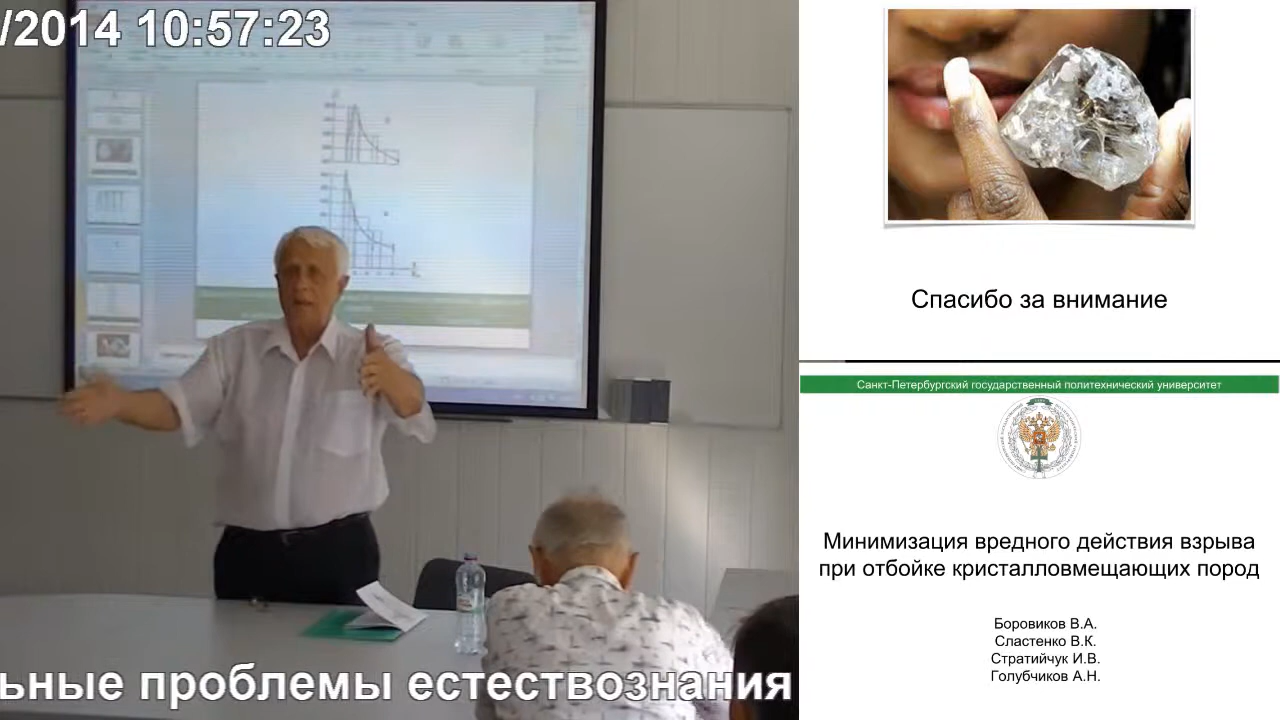 /2014 10:57:23
ьные проблемы естествознания
Спасибо за внимание
Санкт-Петербургский государственный политехнический университет
Минимизация вредного действия взрыва
при отбойке кристалловмещающих пород
Боровиков В.А.
Сластенко В.К.
Стратийчук И.В.
Голубчиков А.Н.